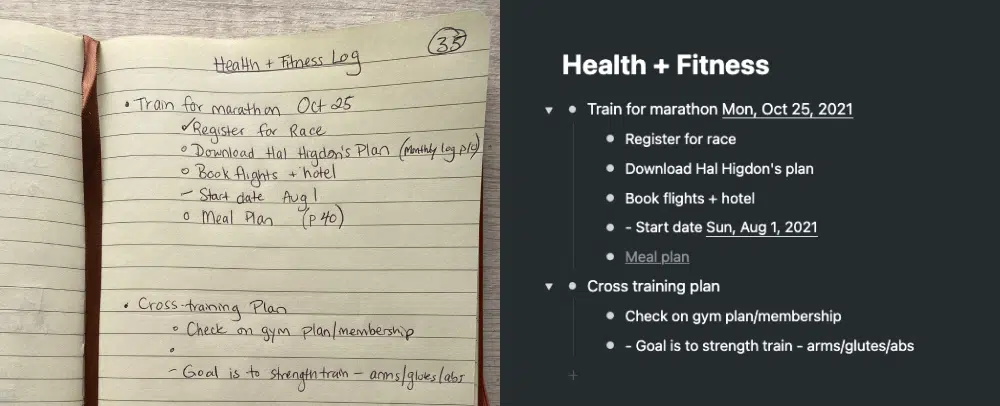 35
Health + Fitness Log
• Train for marathon Oct 25
✓Register for Race
○ Download Hal Higdon's Plan (monthly log p14)
○ Book flights + hotel
– Start date Aug 1
○ Meal Plan (p 40)
• Cross-training Plan
○ Check on gym plan/membership
○
– Goal is to strength train – arms/glutes/abs
Health + Fitness
Train for marathon Mon, Oct 25, 2021
Register for race
Download Hal Higdon's plan
Book flights + hotel
- Start date Sun, Aug 1, 2021
Meal plan
Cross training plan
Check on gym plan/membership
- Goal is to strength train - arms/glutes/abs